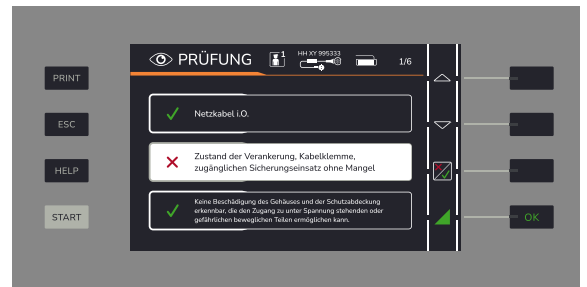 PRÜFUNG
1
HH XY 995333
1/6
PRINT
ESC
HELP
START
Netzkabel i.O.
Zustand der Verankerung, Kabelklemme,
zugänglichen Sicherungseinsatz ohne Mangel
Keine Beschädigung des Gehäuses und der Schutzabdeckung
erkennbar, die den Zugang zu unter Spannung stehenden oder
gefährlichen beweglichen Teilen ermöglichen kann.
OK